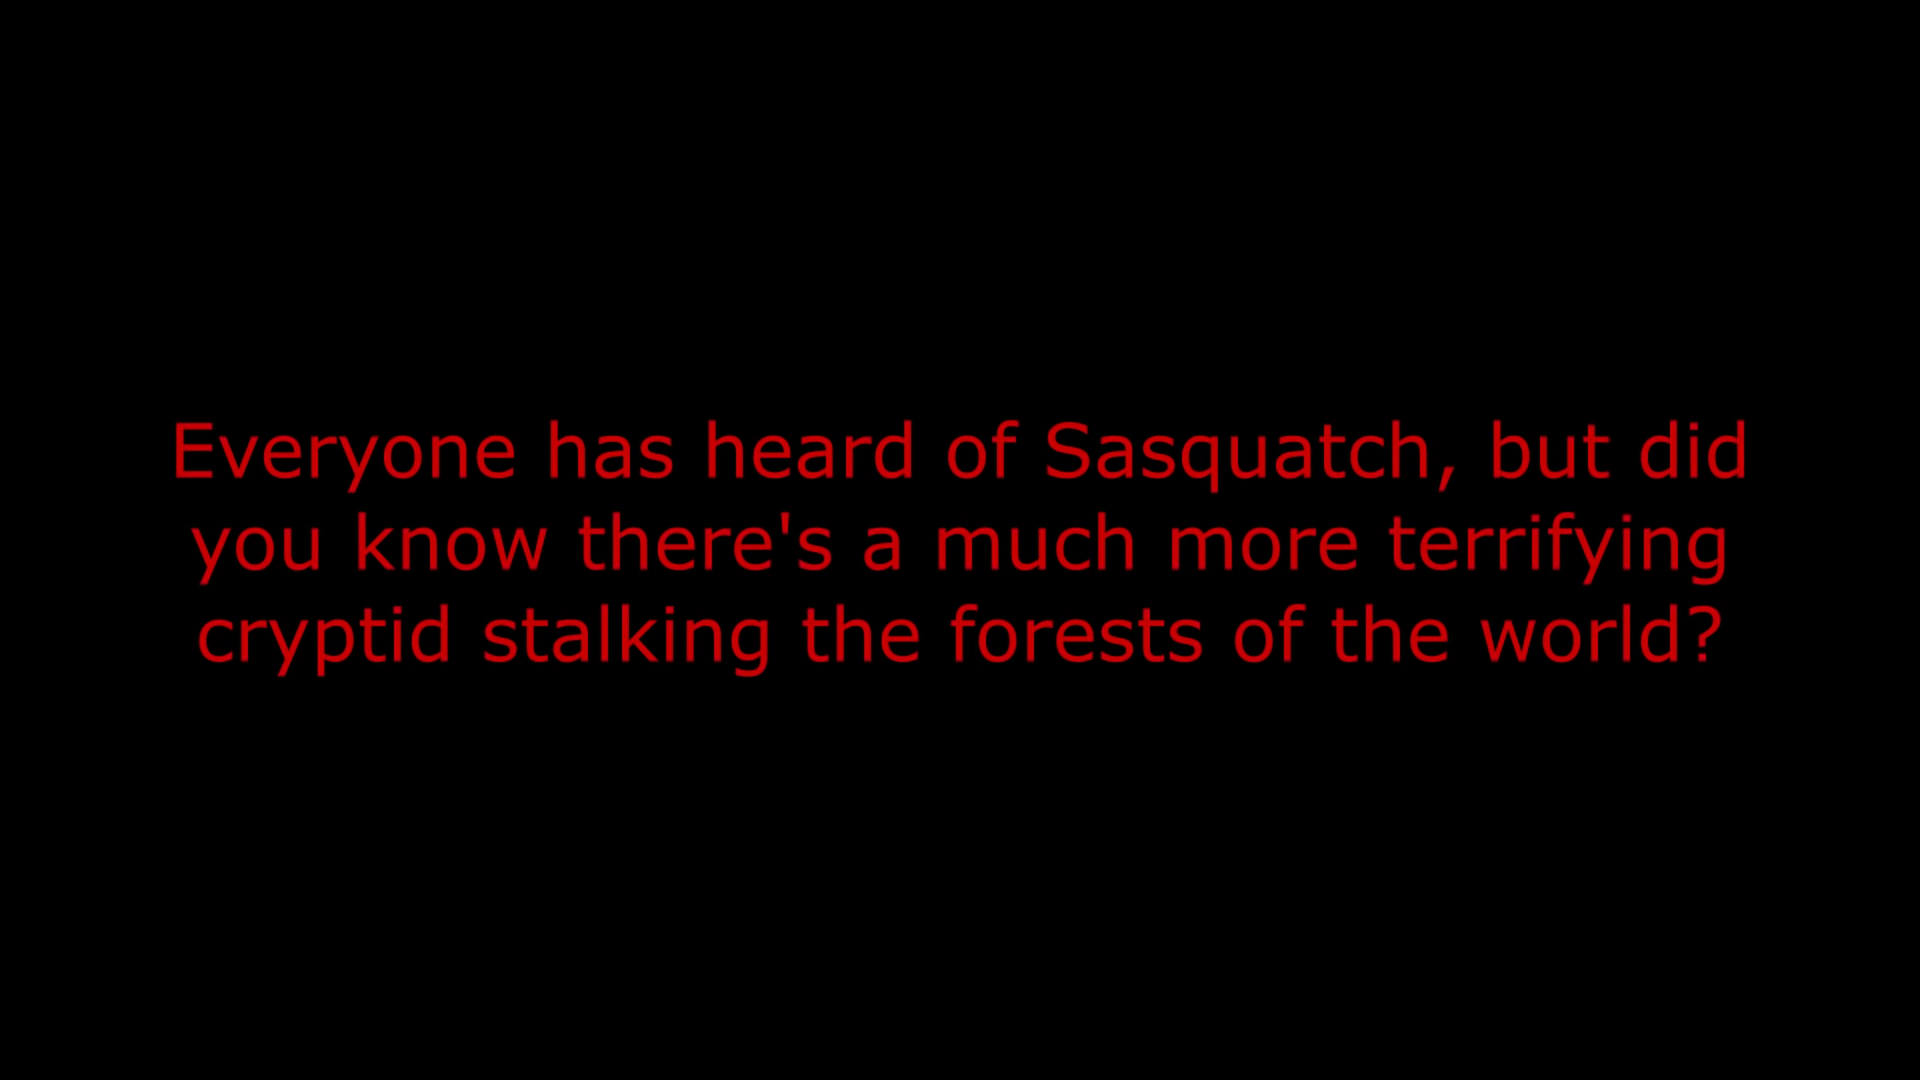 Everyone has heard of Sasquatch, but did
you know there's a much more terrifying
cryptid stalking the forests of the world?